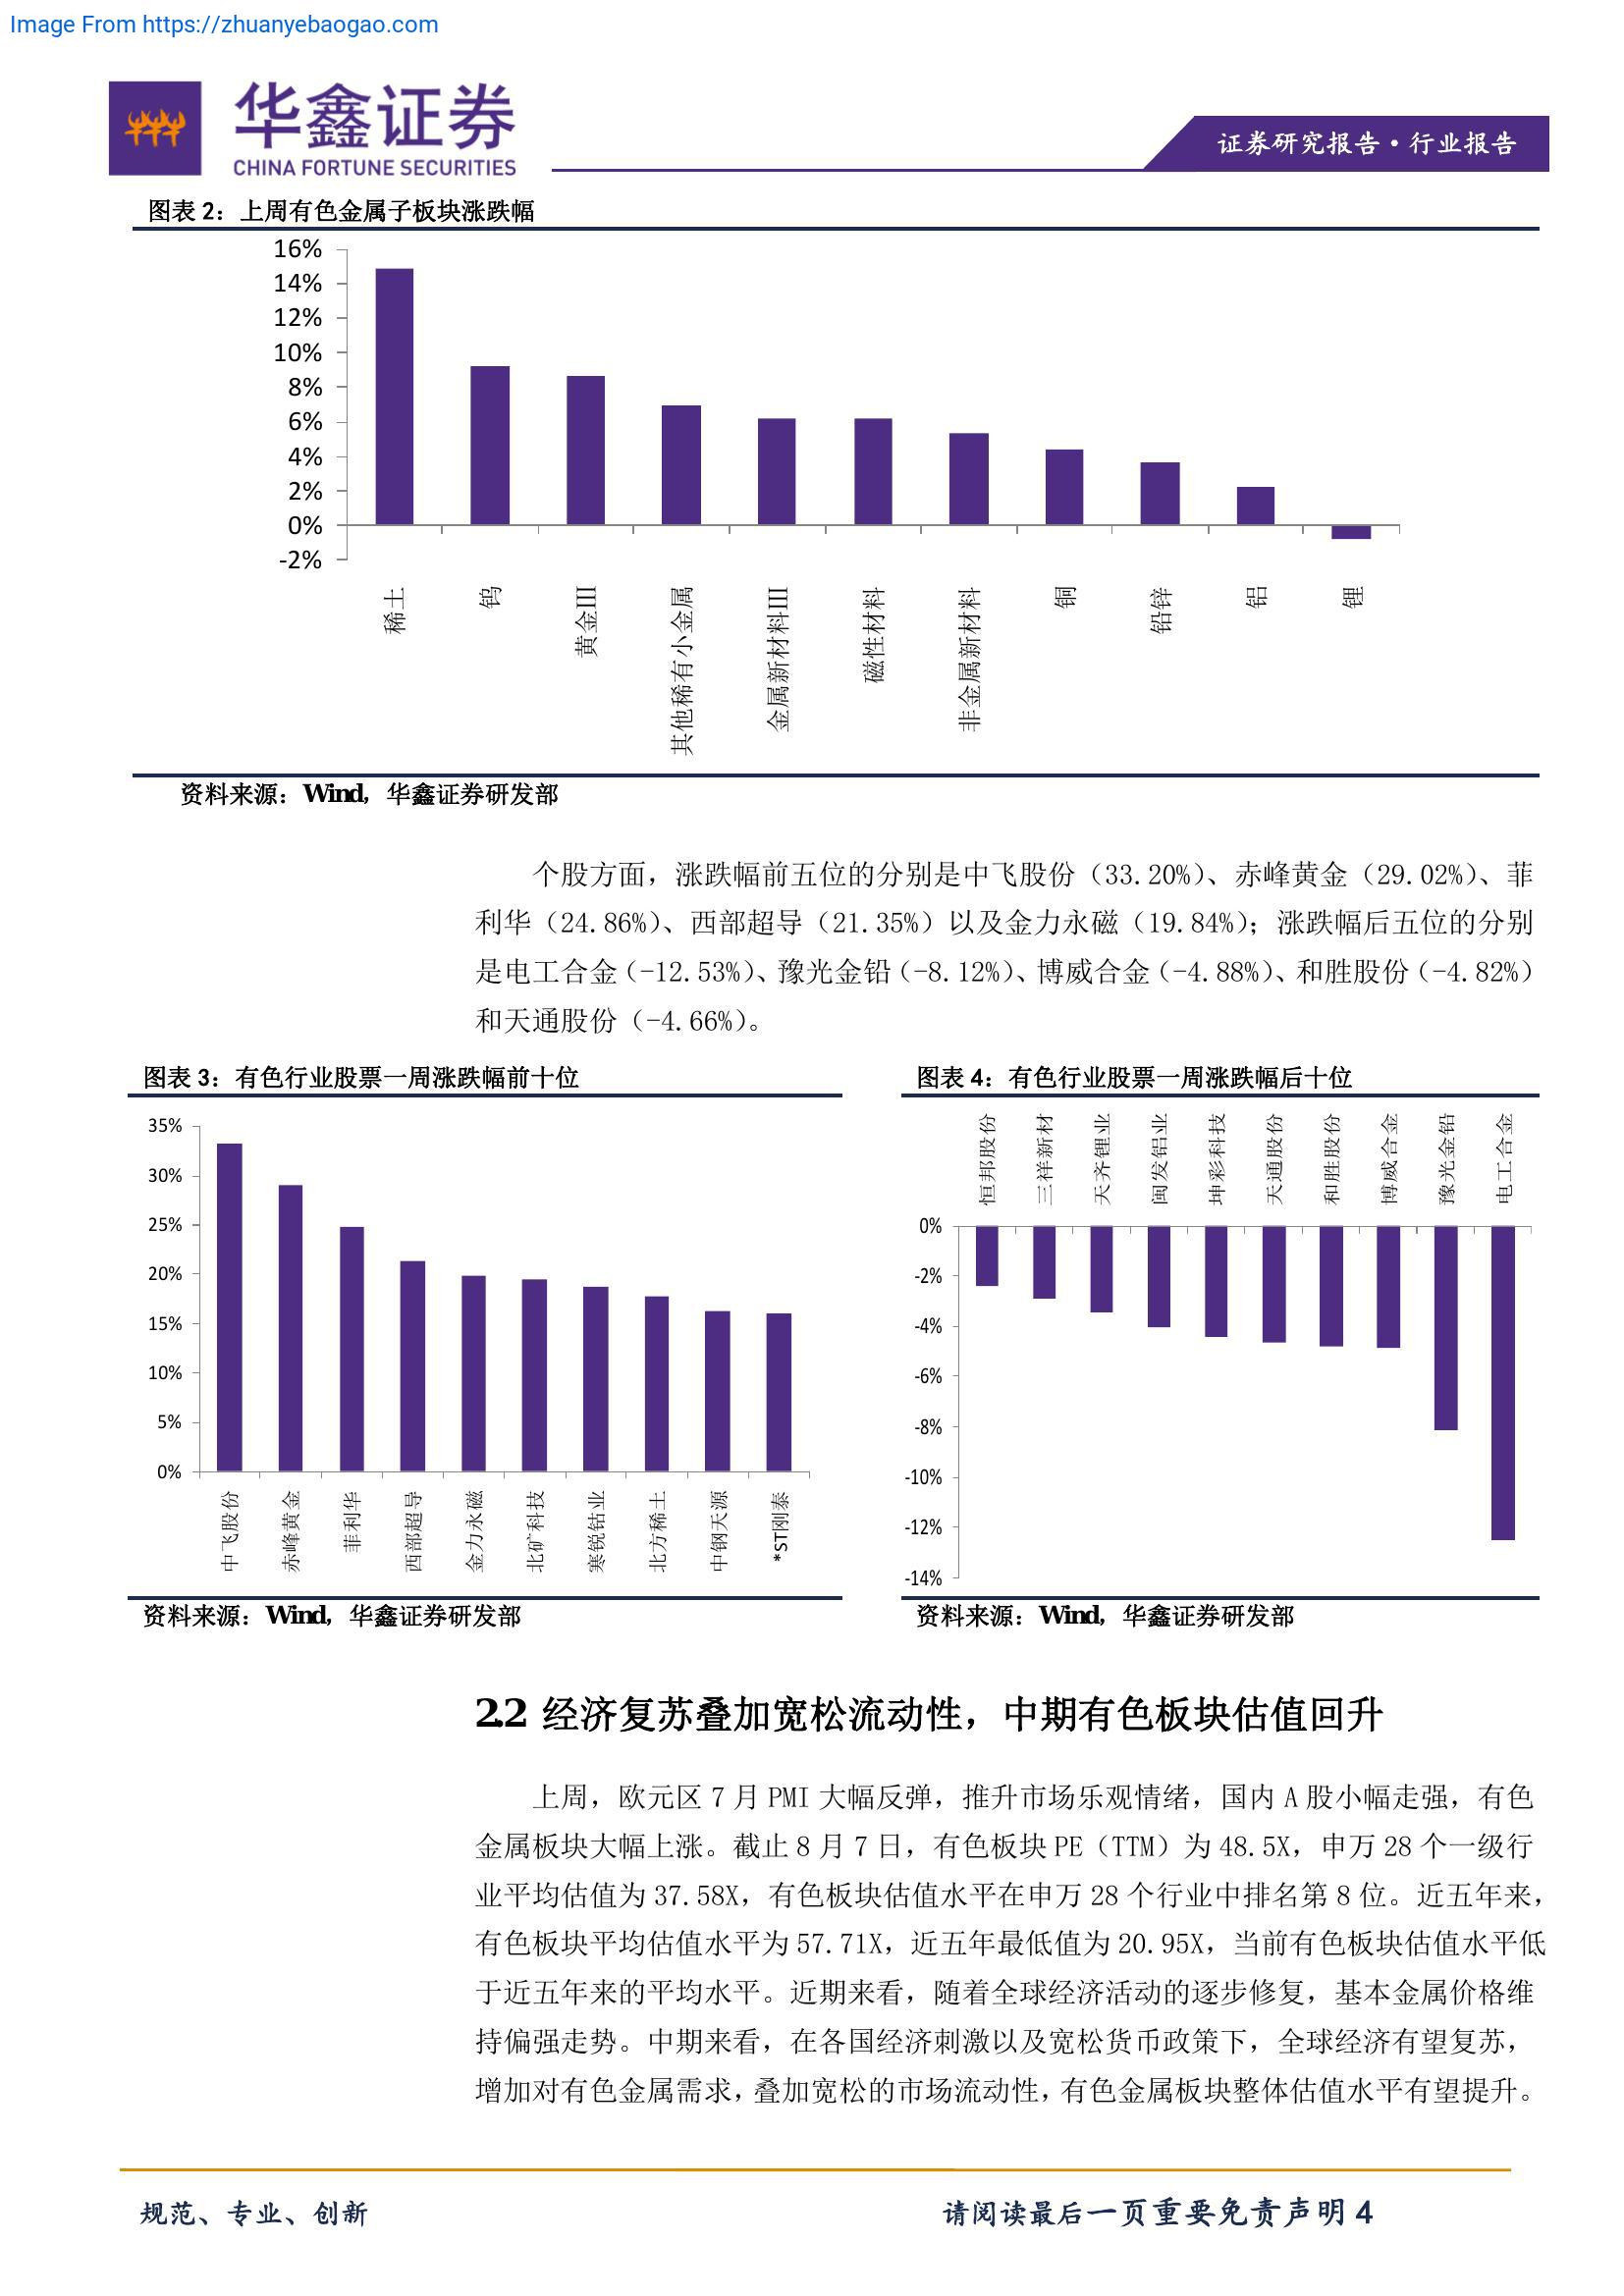 Image From https://zhuanyebaogao.com
华鑫证券
CHINA FORTUNE SECURITIES
证券研究报告·行业报告
图表 2：上周有色金属子板块涨跌幅
16%
14%
12%
10%
8%
6%
4%
2%
0%
-2%
稀土
钨
黄金III
其他稀有小金属
金属新材料III
磁性材料
非金属新材料
铜
铅锌
铝
锂
资料来源：Wind，华鑫证券研发部
个股方面，涨跌幅前五位的分别是中飞股份（33.20%）、赤峰黄金（29.02%）、菲
利华（24.86%）、西部超导（21.35%）以及金力永磁（19.84%）；涨跌幅后五位的分别
是电工合金（-12.53%）、豫光金铅（-8.12%）、博威合金（-4.88%）、和胜股份（-4.82%）
和天通股份（-4.66%）。
图表 3：有色行业股票一周涨跌幅前十位
35%
30%
25%
20%
15%
10%
5%
0%
中飞股份
赤峰黄金
菲利华
西部超导
金力永磁
北矿科技
寒锐钴业
北方稀土
中钢天源
*ST刚泰
资料来源：Wind，华鑫证券研发部
图表 4：有色行业股票一周涨跌幅后十位
恒邦股份
三祥新材
天齐锂业
闽发铝业
坤彩科技
天通股份
和胜股份
博威合金
豫光金铅
电工合金
0%
-2%
-4%
-6%
-8%
-10%
-12%
-14%
资料来源：Wind，华鑫证券研发部
2.2 经济复苏叠加宽松流动性，中期有色板块估值回升
上周，欧元区 7 月 PMI 大幅反弹，推升市场乐观情绪，国内 A 股小幅走强，有色
金属板块大幅上涨。截止 8 月 7 日，有色板块 PE（TTM）为 48.5X，申万 28 个一级行
业平均估值为 37.58X，有色板块估值水平在申万 28 个行业中排名第 8 位。近五年来，
有色板块平均估值水平为 57.71X，近五年最低值为 20.95X，当前有色板块估值水平低
于近五年来的平均水平。近期来看，随着全球经济活动的逐步修复，基本金属价格维
持偏强走势。中期来看，在各国经济刺激以及宽松货币政策下，全球经济有望复苏，
增加对有色金属需求，叠加宽松的市场流动性，有色金属板块整体估值水平有望提升。
规范、专业、创新
请阅读最后一页重要免责声明 4